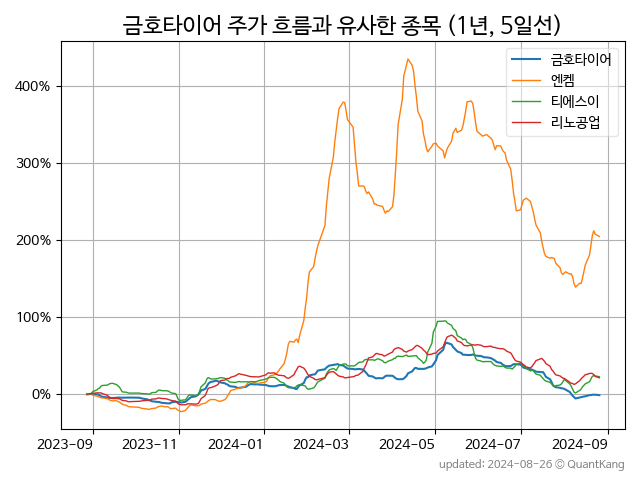 금호타이어 주가 흐름과 유사한 종목 (1년, 5일선)
금호타이어
엔켐
티에스이
리노공업
400%
300%
200%
100%
0%
2023-09 2023-11 2024-01 2024-03 2024-05 2024-07 2024-09
updated: 2024-08-26 © QuantKang